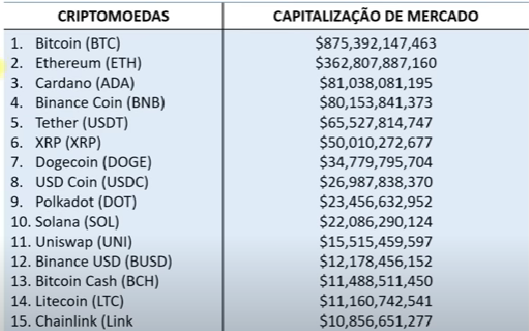 CRIPTOMOEDAS CAPITALIZAÇÃO DE MERCADO
1. Bitcoin (BTC) $875,392,147,463
2. Ethereum (ETH) $362,807,887,160
3. Cardano (ADA) $81,038,081,195
4. Binance Coin (BNB) $80,153,841,373
5. Tether (USDT) $65,527,814,747
6. XRP (XRP) $50,010,272,677
7. Dogecoin (DOGE) $34,779,795,704
8. USD Coin (USDC) $26,987,838,370
9. Polkadot (DOT) $23,456,632,952
10. Solana (SOL) $22,086,290,124
11. Uniswap (UNI) $15,515,459,597
12. Binance USD (BUSD) $12,178,456,152
13. Bitcoin Cash (BCH) $11,488,511,450
14. Litecoin (LTC) $11,160,742,541
15. Chainlink (Link $10,856,651,277